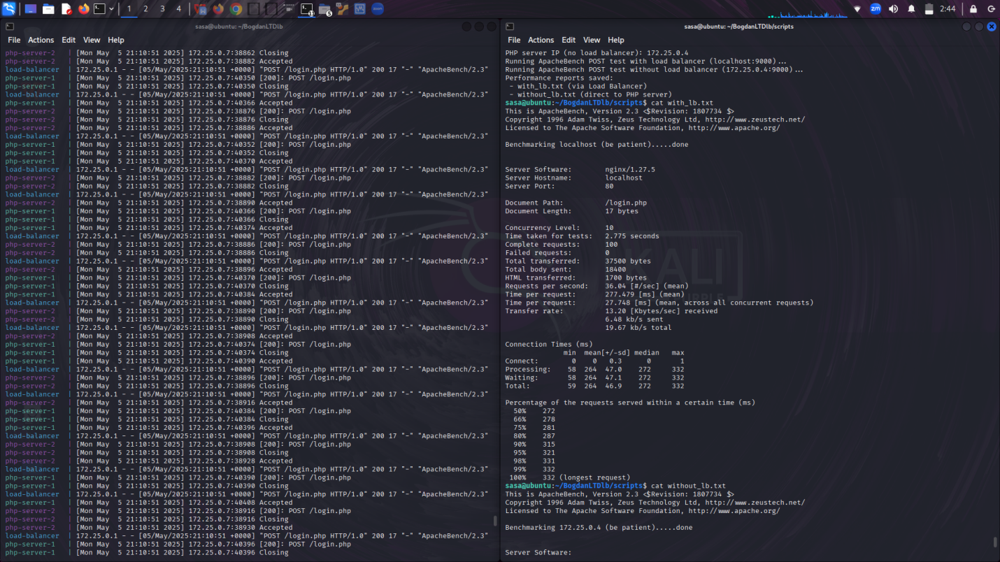 1 2 3 4
2:44
sasa@ubuntu: ~/BogdanLTDlb
File Actions Edit View Help
php-server-2 | [Mon May  5 21:10:51 2025] 172.25.0.7:38862 Closing
php-server-2 | [Mon May  5 21:10:51 2025] 172.25.0.7:38882 Accepted
load-balancer | 172.25.0.1 - - [05/May/2025:21:10:51 +0000] "POST /login.php HTTP/1.0" 200 17 "-" "ApacheBench/2.3"
php-server-1 | [Mon May  5 21:10:51 2025] 172.25.0.7:40350 [200]: POST /login.php
php-server-1 | [Mon May  5 21:10:51 2025] 172.25.0.7:40350 Closing
load-balancer | 172.25.0.1 - - [05/May/2025:21:10:51 +0000] "POST /login.php HTTP/1.0" 200 17 "-" "ApacheBench/2.3"
php-server-1 | [Mon May  5 21:10:51 2025] 172.25.0.7:40366 Accepted
php-server-2 | [Mon May  5 21:10:51 2025] 172.25.0.7:38876 [200]: POST /login.php
php-server-2 | [Mon May  5 21:10:51 2025] 172.25.0.7:38876 Closing
php-server-2 | [Mon May  5 21:10:51 2025] 172.25.0.7:38886 Accepted
load-balancer | 172.25.0.1 - - [05/May/2025:21:10:51 +0000] "POST /login.php HTTP/1.0" 200 17 "-" "ApacheBench/2.3"
php-server-1 | [Mon May  5 21:10:51 2025] 172.25.0.7:40352 [200]: POST /login.php
php-server-1 | [Mon May  5 21:10:51 2025] 172.25.0.7:40352 Closing
php-server-1 | [Mon May  5 21:10:51 2025] 172.25.0.7:40370 Accepted
load-balancer | 172.25.0.1 - - [05/May/2025:21:10:51 +0000] "POST /login.php HTTP/1.0" 200 17 "-" "ApacheBench/2.3"
php-server-2 | [Mon May  5 21:10:51 2025] 172.25.0.7:38882 [200]: POST /login.php
php-server-2 | [Mon May  5 21:10:51 2025] 172.25.0.7:38882 Closing
load-balancer | 172.25.0.1 - - [05/May/2025:21:10:51 +0000] "POST /login.php HTTP/1.0" 200 17 "-" "ApacheBench/2.3"
php-server-2 | [Mon May  5 21:10:51 2025] 172.25.0.7:38890 Accepted
php-server-1 | [Mon May  5 21:10:51 2025] 172.25.0.7:40366 [200]: POST /login.php
php-server-1 | [Mon May  5 21:10:51 2025] 172.25.0.7:40366 Closing
php-server-1 | [Mon May  5 21:10:51 2025] 172.25.0.7:40374 Accepted
load-balancer | 172.25.0.1 - - [05/May/2025:21:10:51 +0000] "POST /login.php HTTP/1.0" 200 17 "-" "ApacheBench/2.3"
php-server-2 | [Mon May  5 21:10:51 2025] 172.25.0.7:38886 [200]: POST /login.php
php-server-2 | [Mon May  5 21:10:51 2025] 172.25.0.7:38886 Closing
load-balancer | 172.25.0.1 - - [05/May/2025:21:10:51 +0000] "POST /login.php HTTP/1.0" 200 17 "-" "ApacheBench/2.3"
php-server-2 | [Mon May  5 21:10:51 2025] 172.25.0.7:38896 Accepted
php-server-1 | [Mon May  5 21:10:51 2025] 172.25.0.7:40370 [200]: POST /login.php
php-server-1 | [Mon May  5 21:10:51 2025] 172.25.0.7:40370 Closing
php-server-1 | [Mon May  5 21:10:51 2025] 172.25.0.7:40384 Accepted
load-balancer | 172.25.0.1 - - [05/May/2025:21:10:51 +0000] "POST /login.php HTTP/1.0" 200 17 "-" "ApacheBench/2.3"
php-server-2 | [Mon May  5 21:10:51 2025] 172.25.0.7:38890 [200]: POST /login.php
php-server-2 | [Mon May  5 21:10:51 2025] 172.25.0.7:38890 Closing
load-balancer | 172.25.0.1 - - [05/May/2025:21:10:51 +0000] "POST /login.php HTTP/1.0" 200 17 "-" "ApacheBench/2.3"
php-server-2 | [Mon May  5 21:10:51 2025] 172.25.0.7:38908 Accepted
php-server-1 | [Mon May  5 21:10:51 2025] 172.25.0.7:40374 [200]: POST /login.php
php-server-1 | [Mon May  5 21:10:51 2025] 172.25.0.7:40374 Closing
php-server-1 | [Mon May  5 21:10:51 2025] 172.25.0.7:40390 Accepted
load-balancer | 172.25.0.1 - - [05/May/2025:21:10:51 +0000] "POST /login.php HTTP/1.0" 200 17 "-" "ApacheBench/2.3"
php-server-2 | [Mon May  5 21:10:51 2025] 172.25.0.7:38896 [200]: POST /login.php
php-server-2 | [Mon May  5 21:10:51 2025] 172.25.0.7:38896 Closing
load-balancer | 172.25.0.1 - - [05/May/2025:21:10:51 +0000] "POST /login.php HTTP/1.0" 200 17 "-" "ApacheBench/2.3"
php-server-2 | [Mon May  5 21:10:51 2025] 172.25.0.7:38916 Accepted
php-server-1 | [Mon May  5 21:10:51 2025] 172.25.0.7:40384 [200]: POST /login.php
php-server-1 | [Mon May  5 21:10:51 2025] 172.25.0.7:40384 Closing
php-server-1 | [Mon May  5 21:10:51 2025] 172.25.0.7:40396 Accepted
load-balancer | 172.25.0.1 - - [05/May/2025:21:10:51 +0000] "POST /login.php HTTP/1.0" 200 17 "-" "ApacheBench/2.3"
php-server-2 | [Mon May  5 21:10:51 2025] 172.25.0.7:38908 [200]: POST /login.php
php-server-2 | [Mon May  5 21:10:51 2025] 172.25.0.7:38908 Closing
php-server-2 | [Mon May  5 21:10:51 2025] 172.25.0.7:38928 Accepted
load-balancer | 172.25.0.1 - - [05/May/2025:21:10:51 +0000] "POST /login.php HTTP/1.0" 200 17 "-" "ApacheBench/2.3"
php-server-1 | [Mon May  5 21:10:51 2025] 172.25.0.7:40390 [200]: POST /login.php
php-server-1 | [Mon May  5 21:10:51 2025] 172.25.0.7:40390 Closing
load-balancer | 172.25.0.1 - - [05/May/2025:21:10:51 +0000] "POST /login.php HTTP/1.0" 200 17 "-" "ApacheBench/2.3"
php-server-1 | [Mon May  5 21:10:51 2025] 172.25.0.7:40408 Accepted
php-server-2 | [Mon May  5 21:10:51 2025] 172.25.0.7:38916 [200]: POST /login.php
php-server-2 | [Mon May  5 21:10:51 2025] 172.25.0.7:38916 Closing
php-server-2 | [Mon May  5 21:10:51 2025] 172.25.0.7:38930 Accepted
load-balancer | 172.25.0.1 - - [05/May/2025:21:10:51 +0000] "POST /login.php HTTP/1.0" 200 17 "-" "ApacheBench/2.3"
php-server-1 | [Mon May  5 21:10:51 2025] 172.25.0.7:40396 [200]: POST /login.php
php-server-1 | [Mon May  5 21:10:51 2025] 172.25.0.7:40396 Closing
sasa@ubuntu: ~/BogdanLTDlb/scripts
File Actions Edit View Help
PHP server IP (no load balancer): 172.25.0.4
Running ApacheBench POST test with load balancer (localhost:9000)...
Running ApacheBench POST test without load balancer (172.25.0.4:9000)...
Performance reports saved:
 - with_lb.txt (via Load Balancer)
 - without_lb.txt (direct to PHP server)
sasa@ubuntu:~/BogdanLTDlb/scripts$ cat with_lb.txt
This is ApacheBench, Version 2.3 <$Revision: 1807734 $>
Copyright 1996 Adam Twiss, Zeus Technology Ltd, http://www.zeustech.net/
Licensed to The Apache Software Foundation, http://www.apache.org/
Benchmarking localhost (be patient).....done
Server Software:        nginx/1.27.5
Server Hostname:        localhost
Server Port:            80
Document Path:          /login.php
Document Length:        17 bytes
Concurrency Level:      10
Time taken for tests:   2.775 seconds
Complete requests:      100
Failed requests:        0
Total transferred:      37500 bytes
Total body sent:        18400
HTML transferred:       1700 bytes
Requests per second:    36.04 [#/sec] (mean)
Time per request:       277.479 [ms] (mean)
Time per request:       27.748 [ms] (mean, across all concurrent requests)
Transfer rate:          13.20 [Kbytes/sec] received
                        6.48 kb/s sent
                        19.67 kb/s total
Connection Times (ms)
              min  mean[+/-sd] median   max
Connect:        0    0   0.3      0       1
Processing:    58  264  47.0    272     332
Waiting:       58  264  47.1    272     332
Total:         59  264  46.9    272     332
Percentage of the requests served within a certain time (ms)
  50%    272
  66%    278
  75%    281
  80%    287
  90%    315
  95%    321
  98%    331
  99%    332
 100%    332 (longest request)
sasa@ubuntu:~/BogdanLTDlb/scripts$ cat without_lb.txt
This is ApacheBench, Version 2.3 <$Revision: 1807734 $>
Copyright 1996 Adam Twiss, Zeus Technology Ltd, http://www.zeustech.net/
Licensed to The Apache Software Foundation, http://www.apache.org/
Benchmarking 172.25.0.4 (be patient).....done
Server Software:
KALI